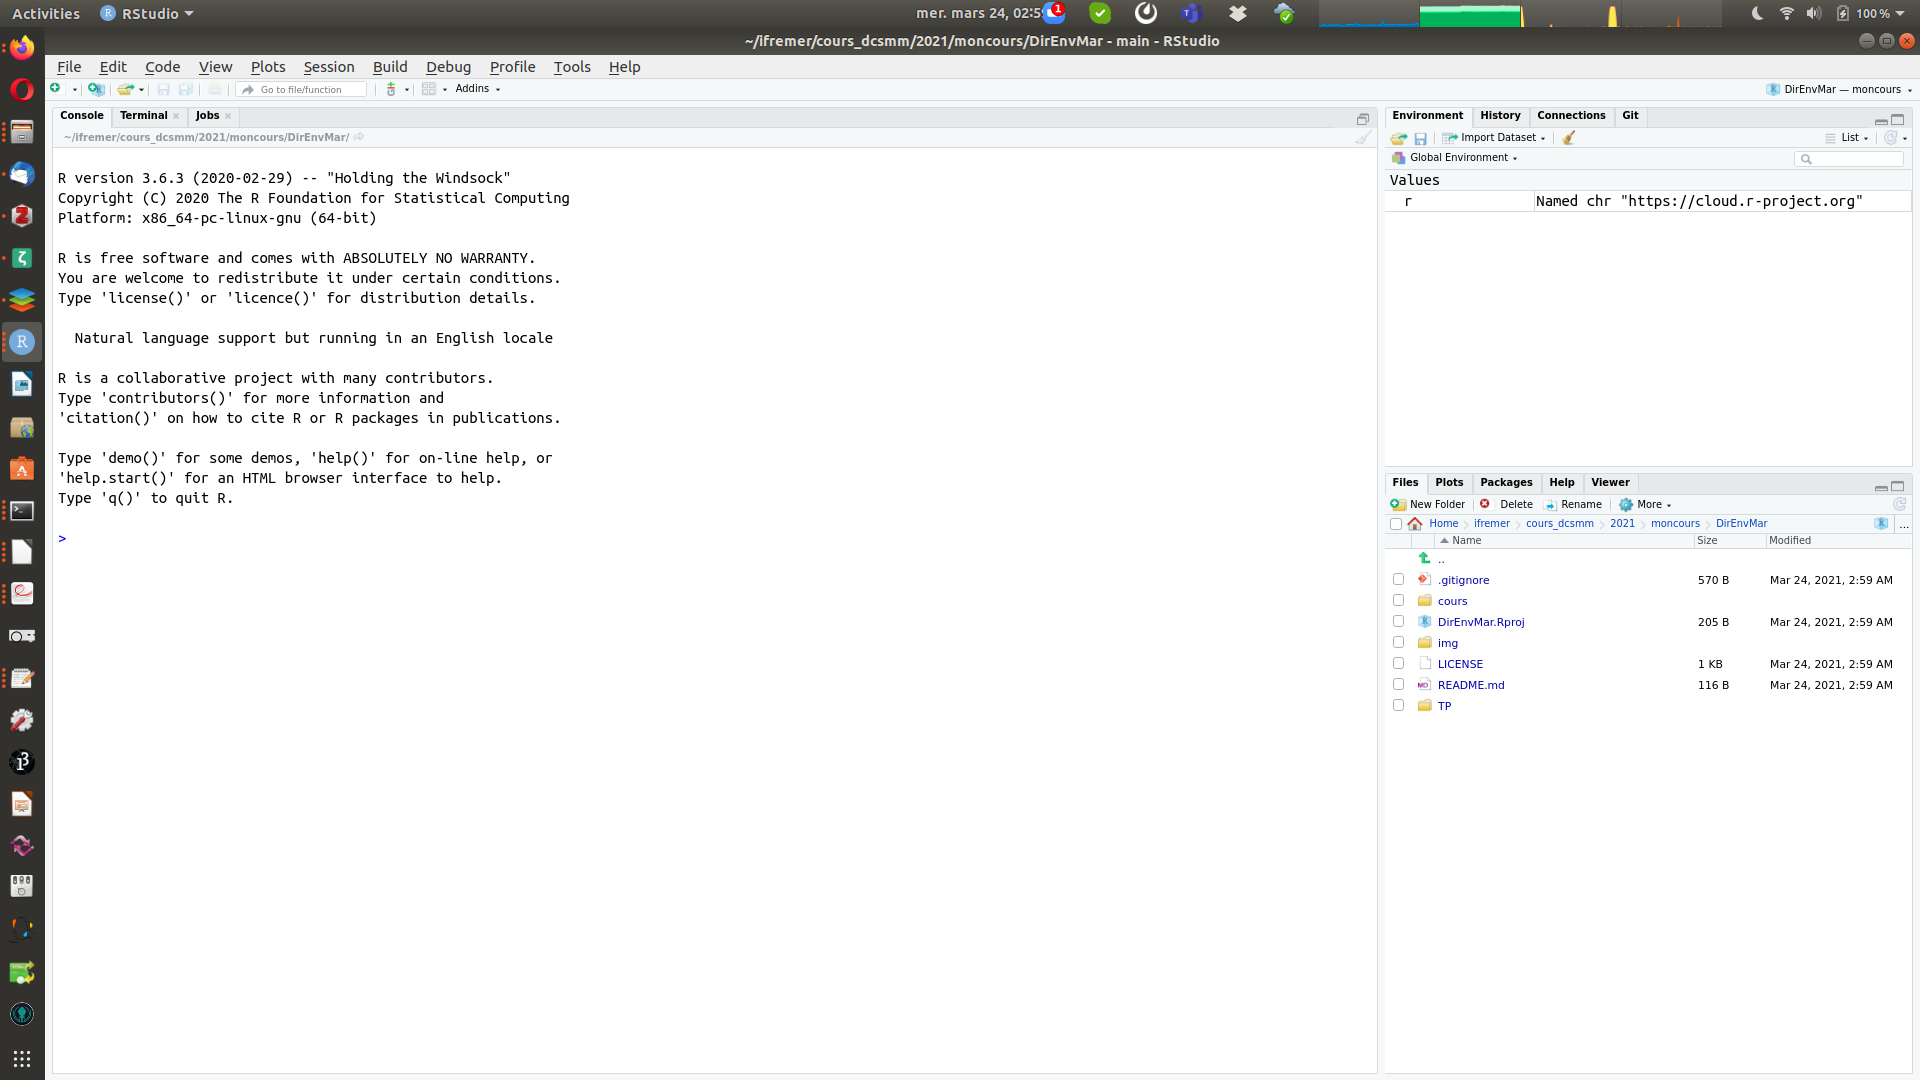 Activities
RStudio
mer. mars 24, 02:5
1
100 %
~/ifremer/cours_dcsmm/2021/moncours/DirEnvMar - main - RStudio
File Edit Code View Plots Session Build Debug Profile Tools Help
Go to file/function
Addins
DirEnvMar — moncours
Console Terminal Jobs
~/ifremer/cours_dcsmm/2021/moncours/DirEnvMar/
R version 3.6.3 (2020-02-29) -- "Holding the Windsock"
Copyright (C) 2020 The R Foundation for Statistical Computing
Platform: x86_64-pc-linux-gnu (64-bit)
R is free software and comes with ABSOLUTELY NO WARRANTY.
You are welcome to redistribute it under certain conditions.
Type 'license()' or 'licence()' for distribution details.
Natural language support but running in an English locale
R is a collaborative project with many contributors.
Type 'contributors()' for more information and
'citation()' on how to cite R or R packages in publications.
Type 'demo()' for some demos, 'help()' for on-line help, or
'help.start()' for an HTML browser interface to help.
Type 'q()' to quit R.
>
Environment History Connections Git
Import Dataset
List
Global Environment
Values
r Named chr "https://cloud.r-project.org"
Files Plots Packages Help Viewer
New Folder Delete Rename More
Home ifremer cours_dcsmm 2021 moncours DirEnvMar ...
Name Size Modified
..
.gitignore 570 B Mar 24, 2021, 2:59 AM
cours
DirEnvMar.Rproj 205 B Mar 24, 2021, 2:59 AM
img
LICENSE 1 KB Mar 24, 2021, 2:59 AM
README.md 116 B Mar 24, 2021, 2:59 AM
TP